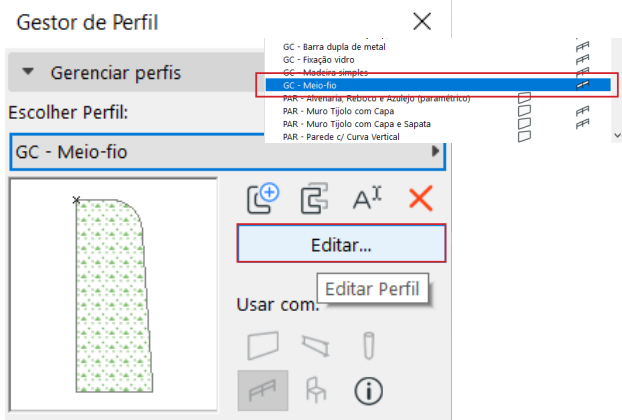 Gestor de Perfil
Gerenciar perfis
Escolher Perfil:
GC - Meio-fio
GC - Barra dupla de metal
GC - Fixação vidro
GC - Madeira simples
GC - Meio-fio
PAR - Alvenaria, Reboco e Azulejo (paramétrico)
PAR - Muro Tijolo com Capa
PAR - Muro Tijolo com Capa e Sapata
PAR - Parede c/ Curva Vertical
Editar...
Editar Perfil
Usar com: